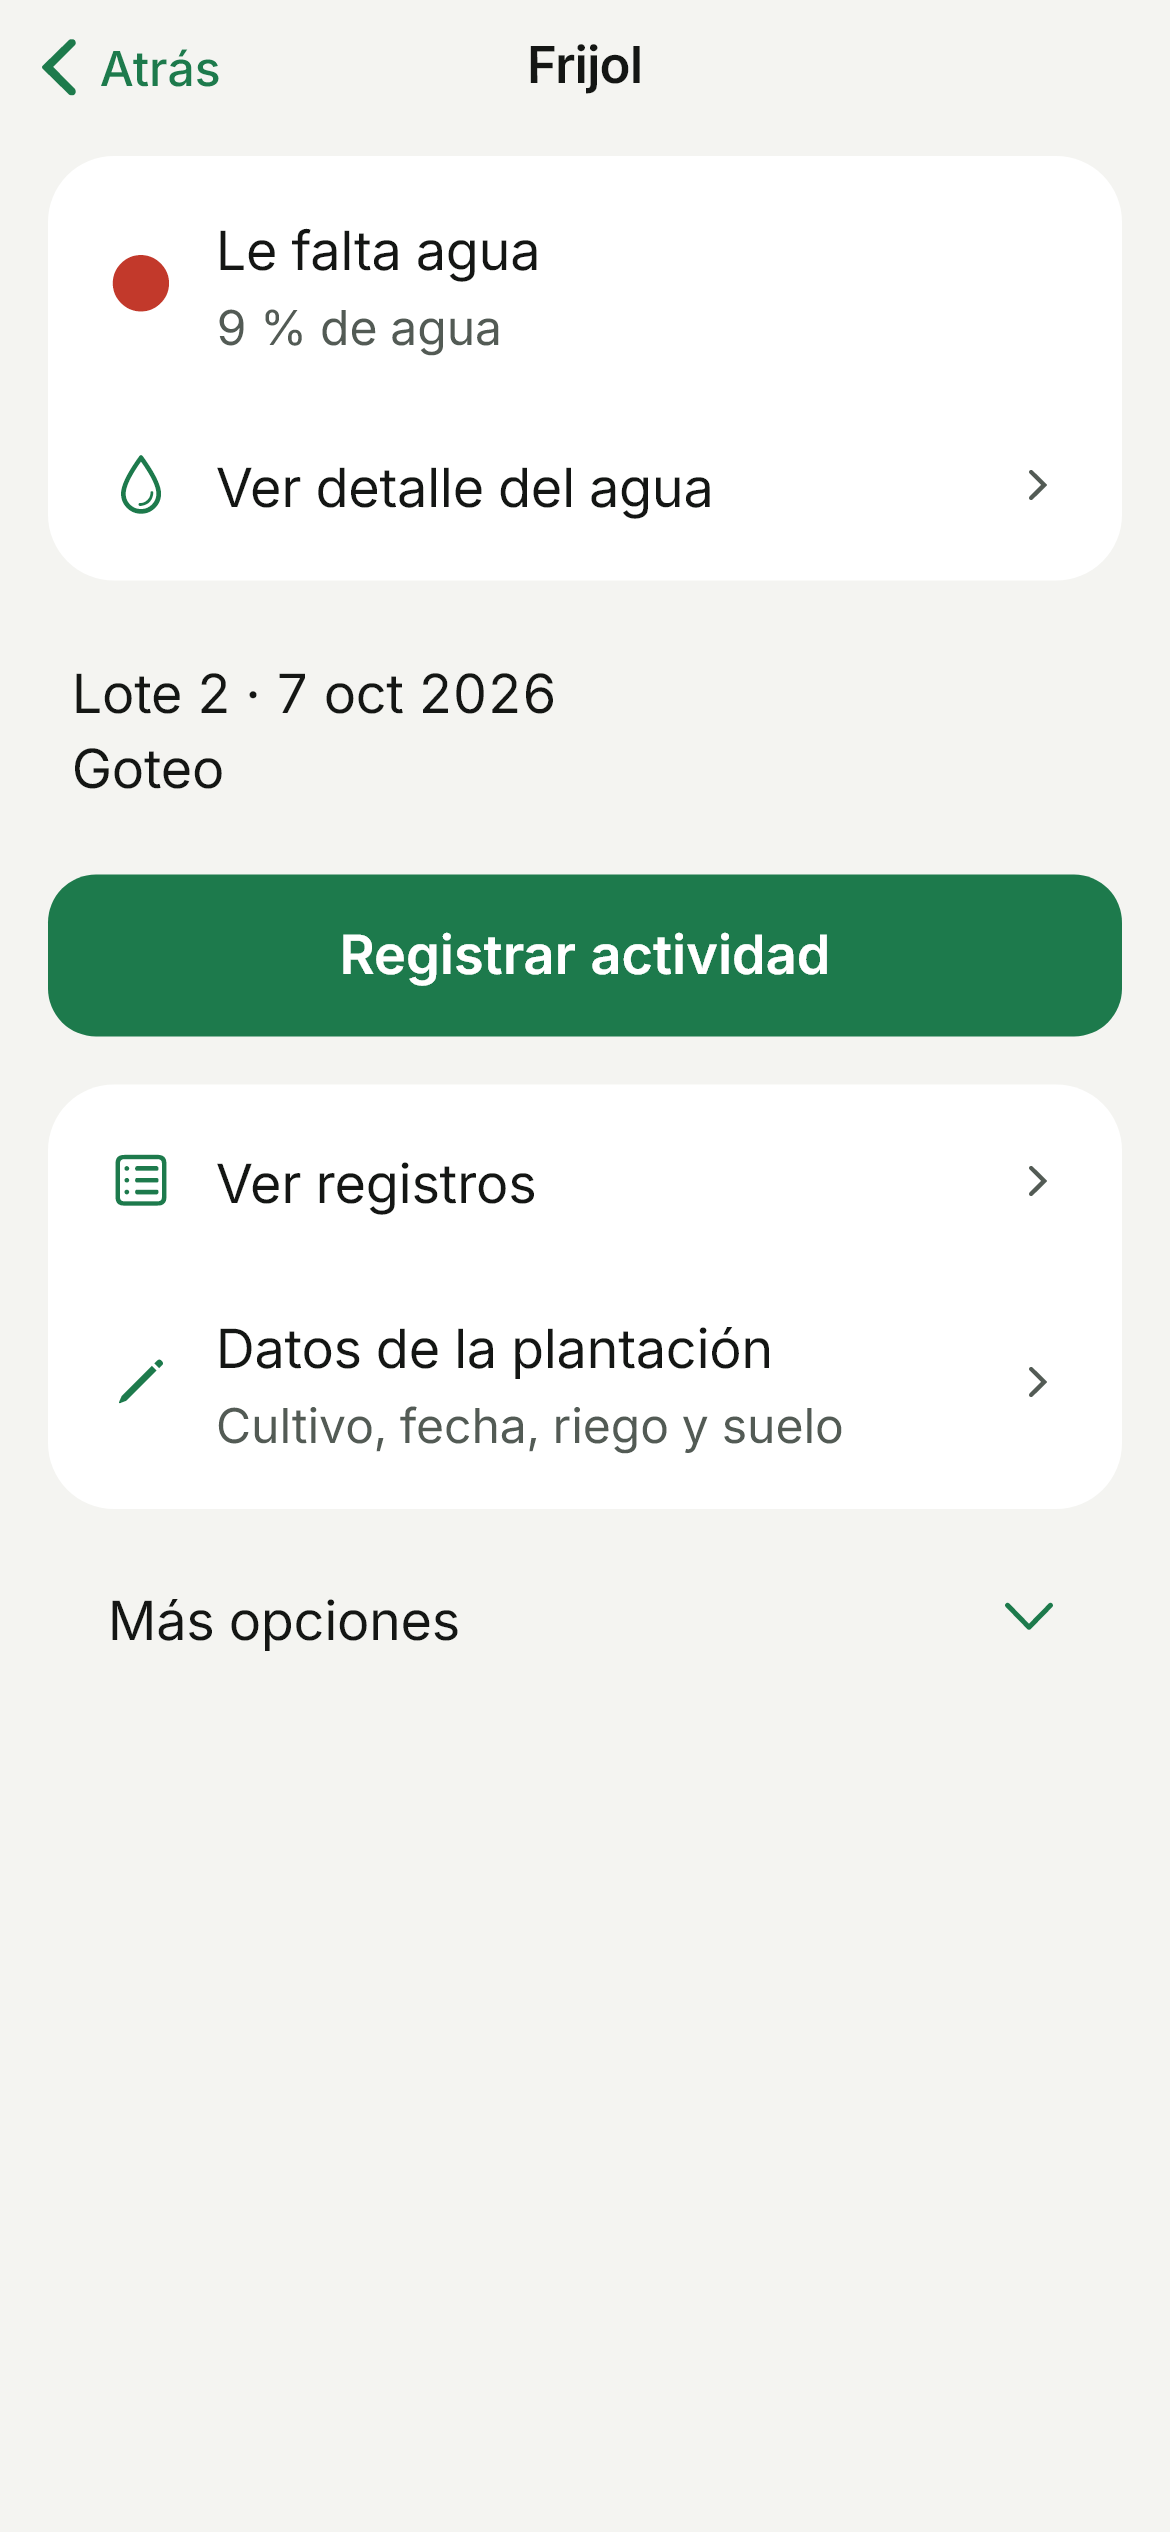 Atrás
Frijol
Le falta agua
9 % de agua
Ver detalle del agua
Lote 2 · 7 oct 2026
Goteo
Registrar actividad
Ver registros
Datos de la plantación
Cultivo, fecha, riego y suelo
Más opciones